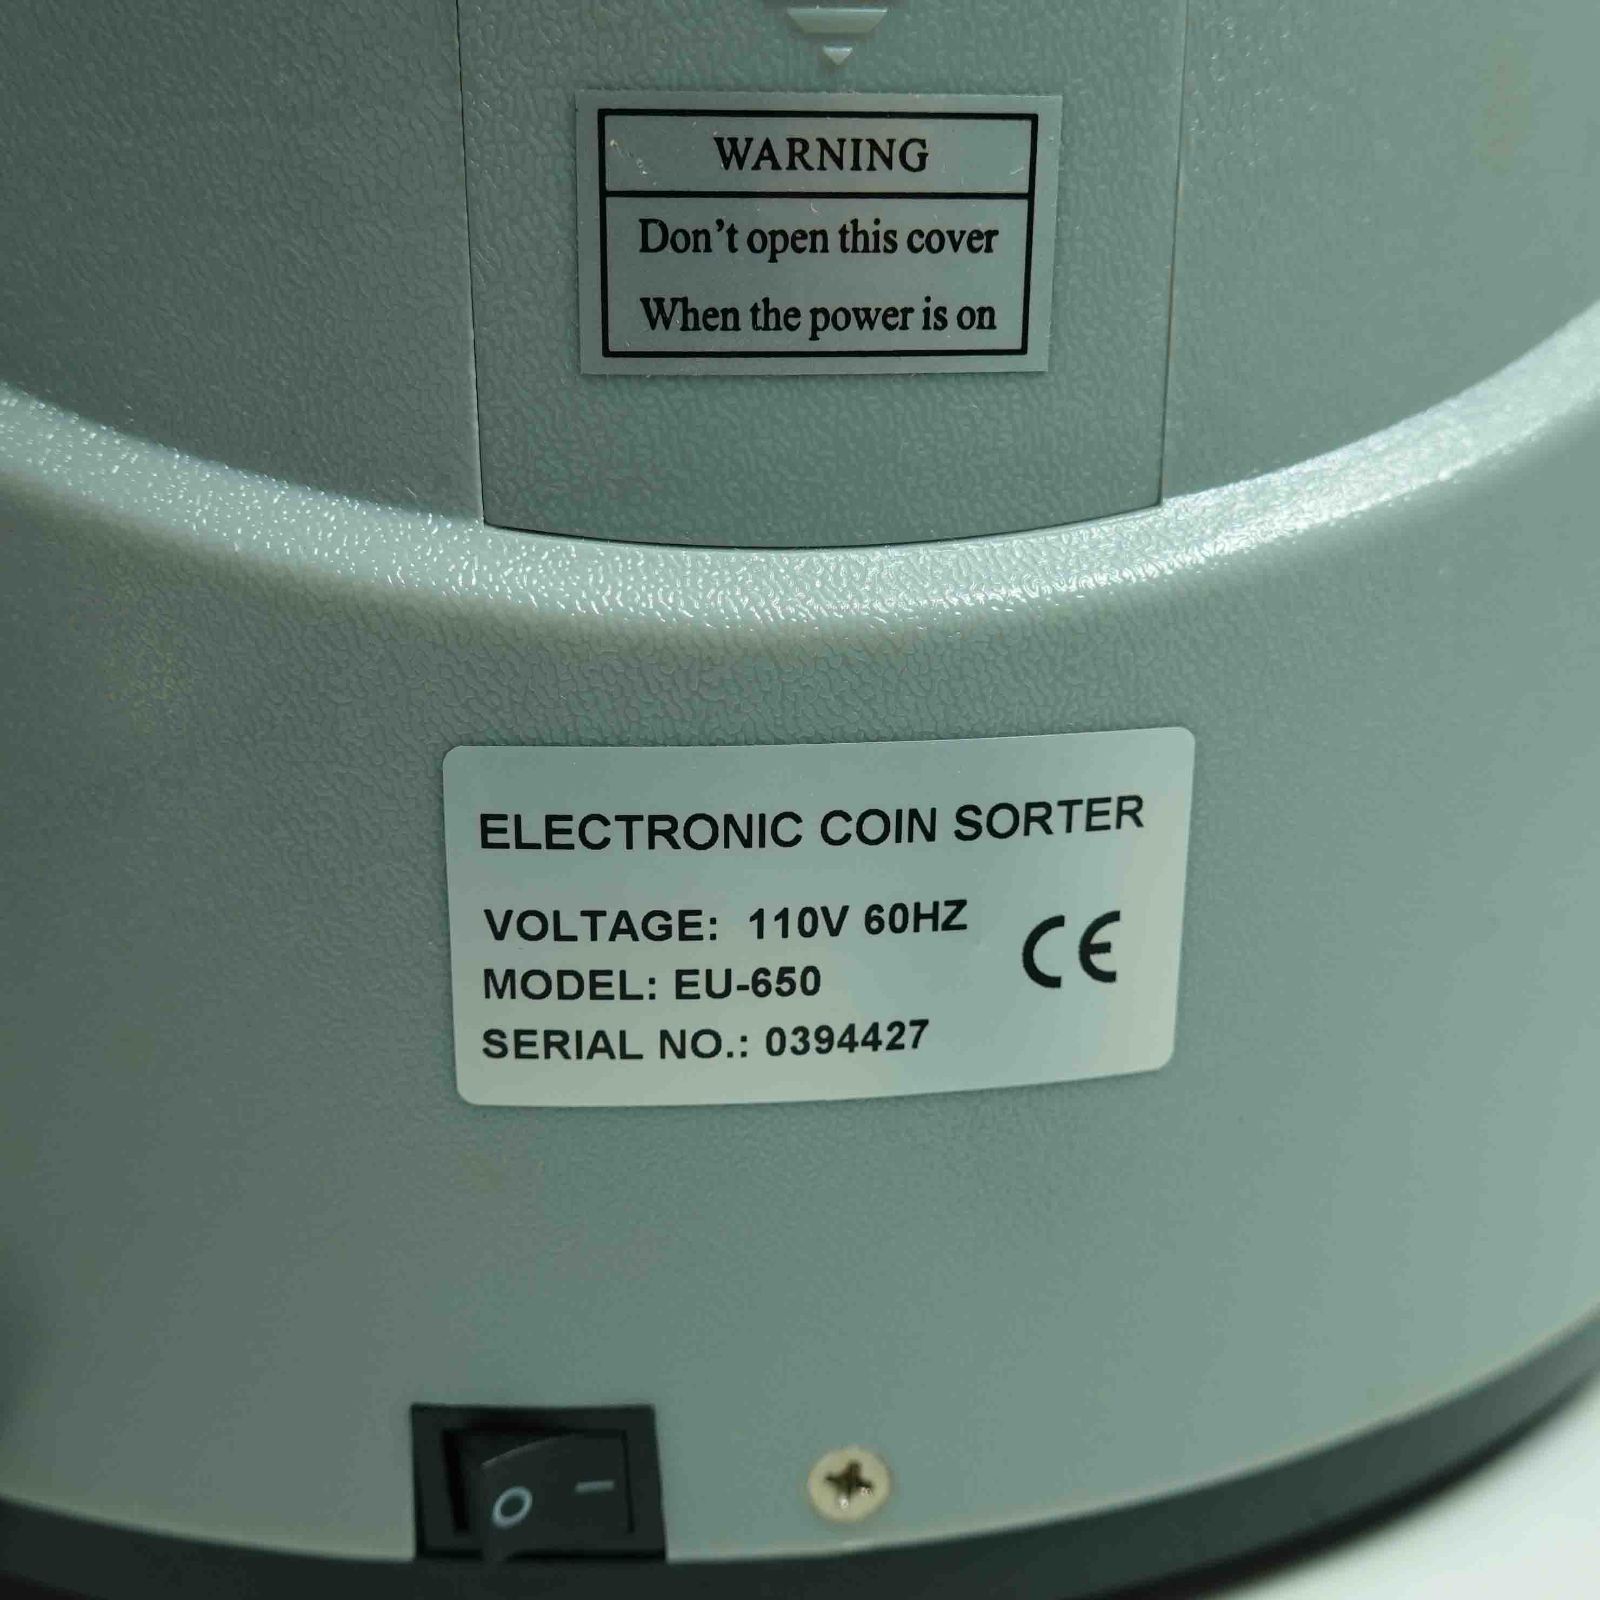 WARNING
Don't open this cover
When the power is on
ELECTRONIC COIN SORTER
VOLTAGE: 110V 60HZ
MODEL: EU-650
CE
SERIAL NO.: 0394427
O –